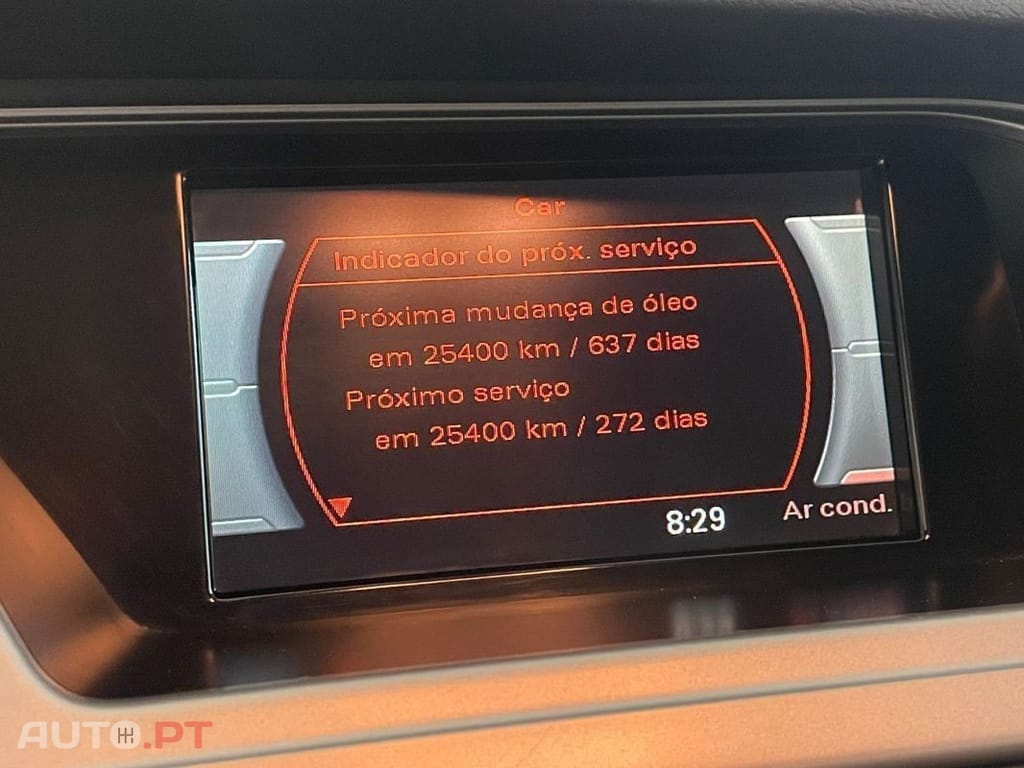 Car
Indicador do próx. serviço
Próxima mudança de óleo
em 25400 km / 637 dias
Próximo serviço
em 25400 km / 272 dias
8:29
Ar cond.
AUTO.PT